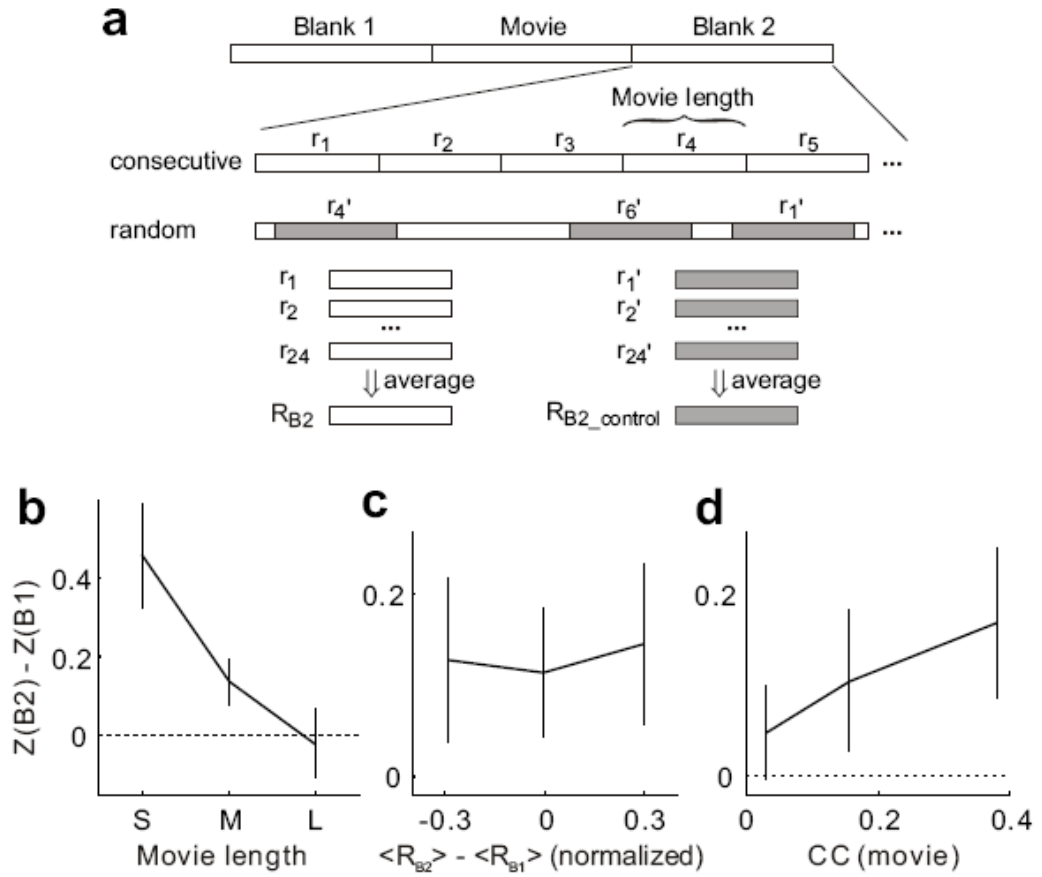 a
Blank 1 Movie Blank 2
Movie length
r1 r2 r3 r4 r5
consecutive ...
r4' r6' r1'
random ...
r1 r1'
r2 r2'
... ...
r24 r24'
⇓ average ⇓ average
RB2 RB2_control
b c d
Z(B2) - Z(B1)
0.4
0.2
0
S M L
Movie length
0.2
0
-0.3 0 0.3
<RB2> - <RB1> (normalized)
0.2
0
0 0.2 0.4
CC (movie)